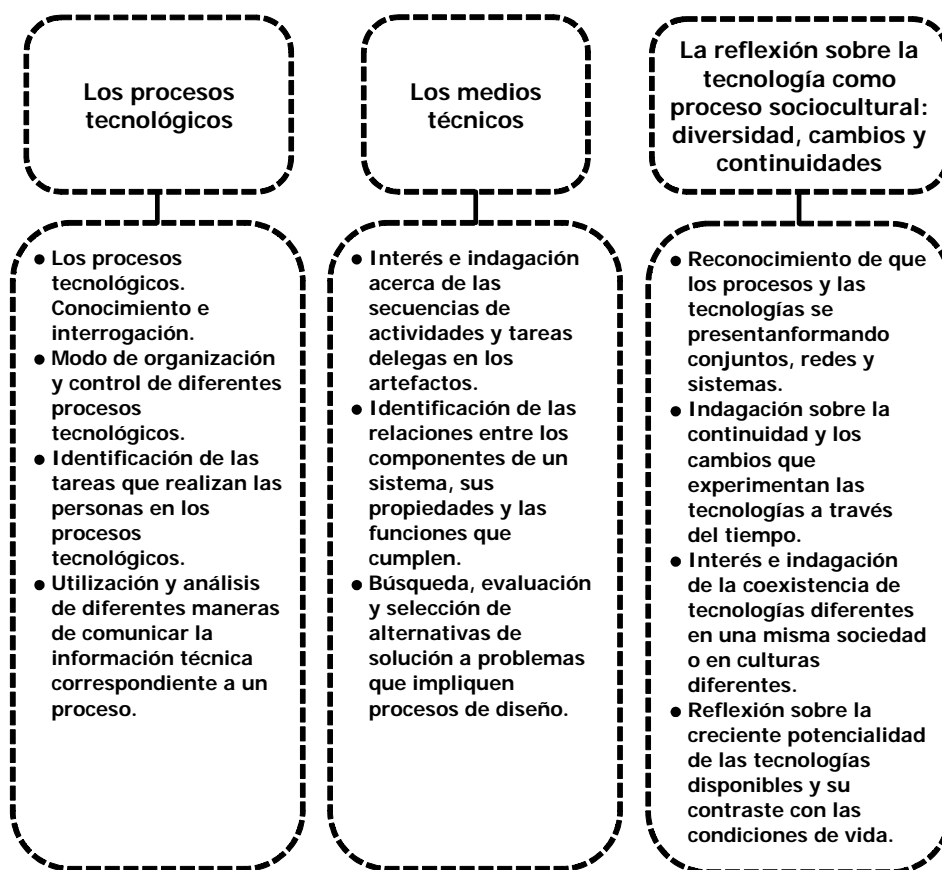 Los procesos
tecnológicos
Los medios
técnicos
La reflexión sobre la
tecnología como
proceso sociocultural:
diversidad, cambios y
continuidades
● Los procesos
tecnológicos.
Conocimiento e
interrogación.
● Modo de organización
y control de diferentes
procesos
tecnológicos.
● Identificación de las
tareas que realizan las
personas en los
procesos
tecnológicos.
● Utilización y análisis
de diferentes maneras
de comunicar la
información técnica
correspondiente a un
proceso.
● Interés e indagación
acerca de las
secuencias de
actividades y tareas
delegas en los
artefactos.
● Identificación de las
relaciones entre los
componentes de un
sistema, sus
propiedades y las
funciones que
cumplen.
● Búsqueda, evaluación
y selección de
alternativas de
solución a problemas
que impliquen
procesos de diseño.
● Reconocimiento de que
los procesos y las
tecnologías se
presentanformando
conjuntos, redes y
sistemas.
● Indagación sobre la
continuidad y los
cambios que
experimentan las
tecnologías a través
del tiempo.
● Interés e indagación
de la coexistencia de
tecnologías diferentes
en una misma sociedad
o en culturas
diferentes.
● Reflexión sobre la
creciente potencialidad
de las tecnologías
disponibles y su
contraste con las
condiciones de vida.